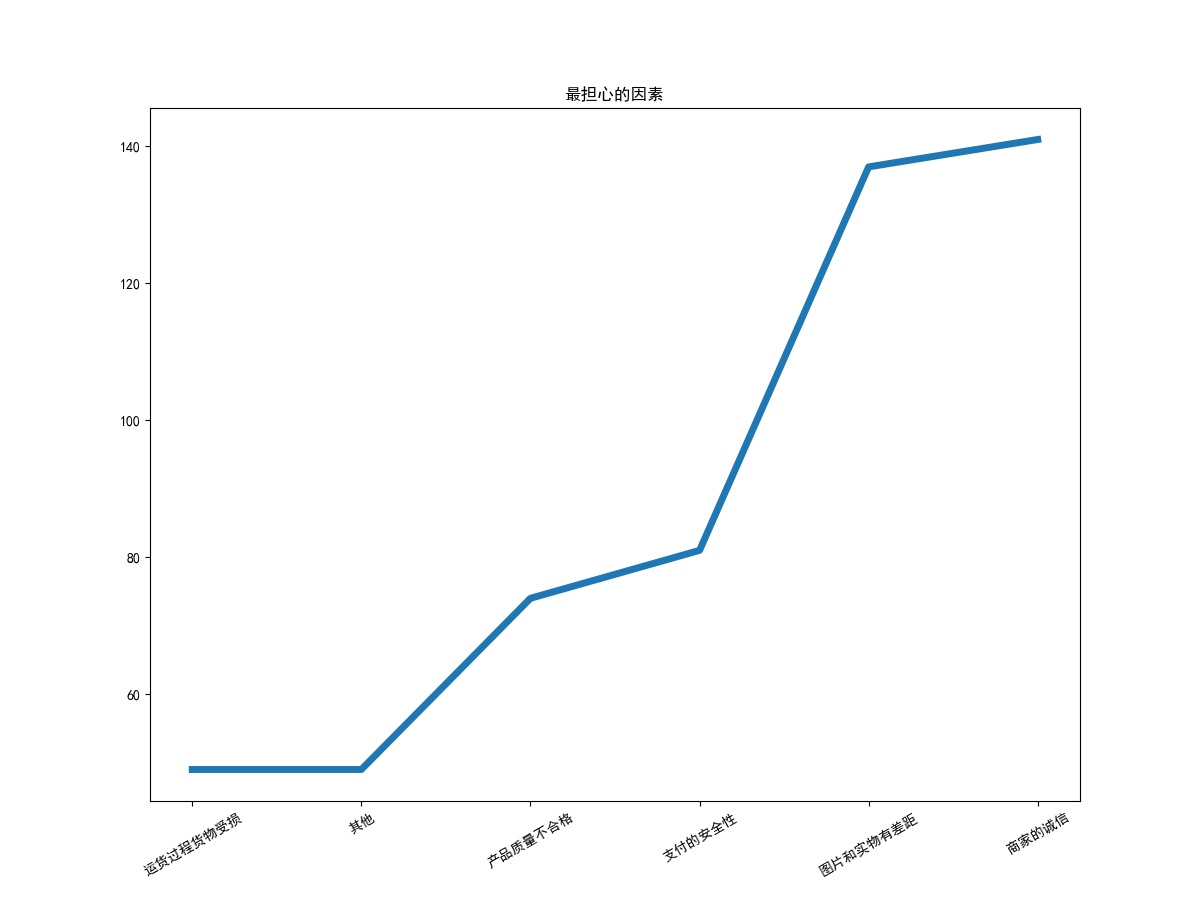 最担心的因素
140
120
100
80
60
运货过程货物受损
其他
产品质量不合格
支付的安全性
图片和实物有差距
商家的诚信